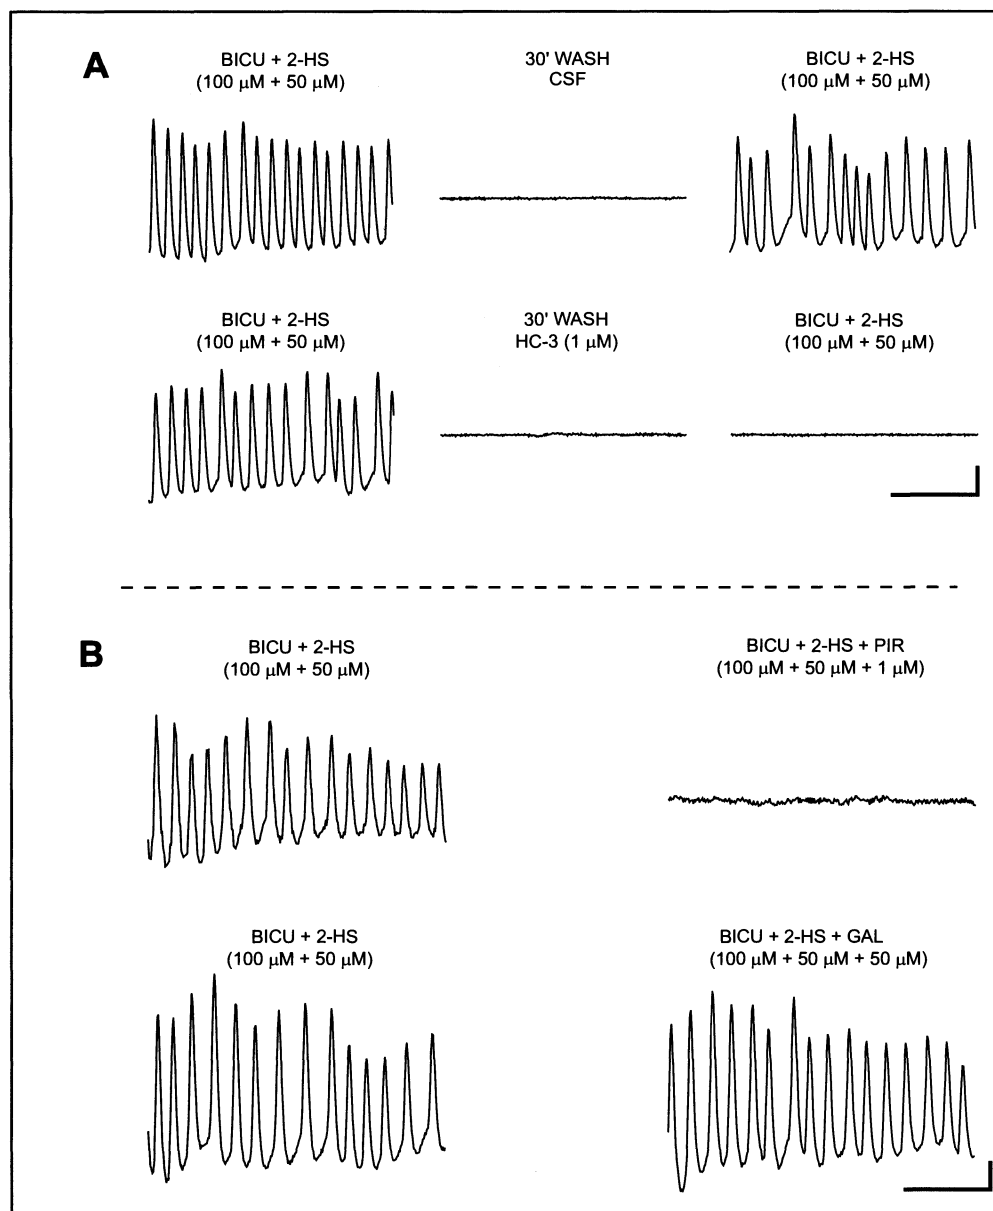 A
BICU + 2-HS
(100 μM + 50 μM)
30' WASH
CSF
BICU + 2-HS
(100 μM + 50 μM)
BICU + 2-HS
(100 μM + 50 μM)
30' WASH
HC-3 (1 μM)
BICU + 2-HS
(100 μM + 50 μM)
B
BICU + 2-HS
(100 μM + 50 μM)
BICU + 2-HS + PIR
(100 μM + 50 μM + 1 μM)
BICU + 2-HS
(100 μM + 50 μM)
BICU + 2-HS + GAL
(100 μM + 50 μM + 50 μM)